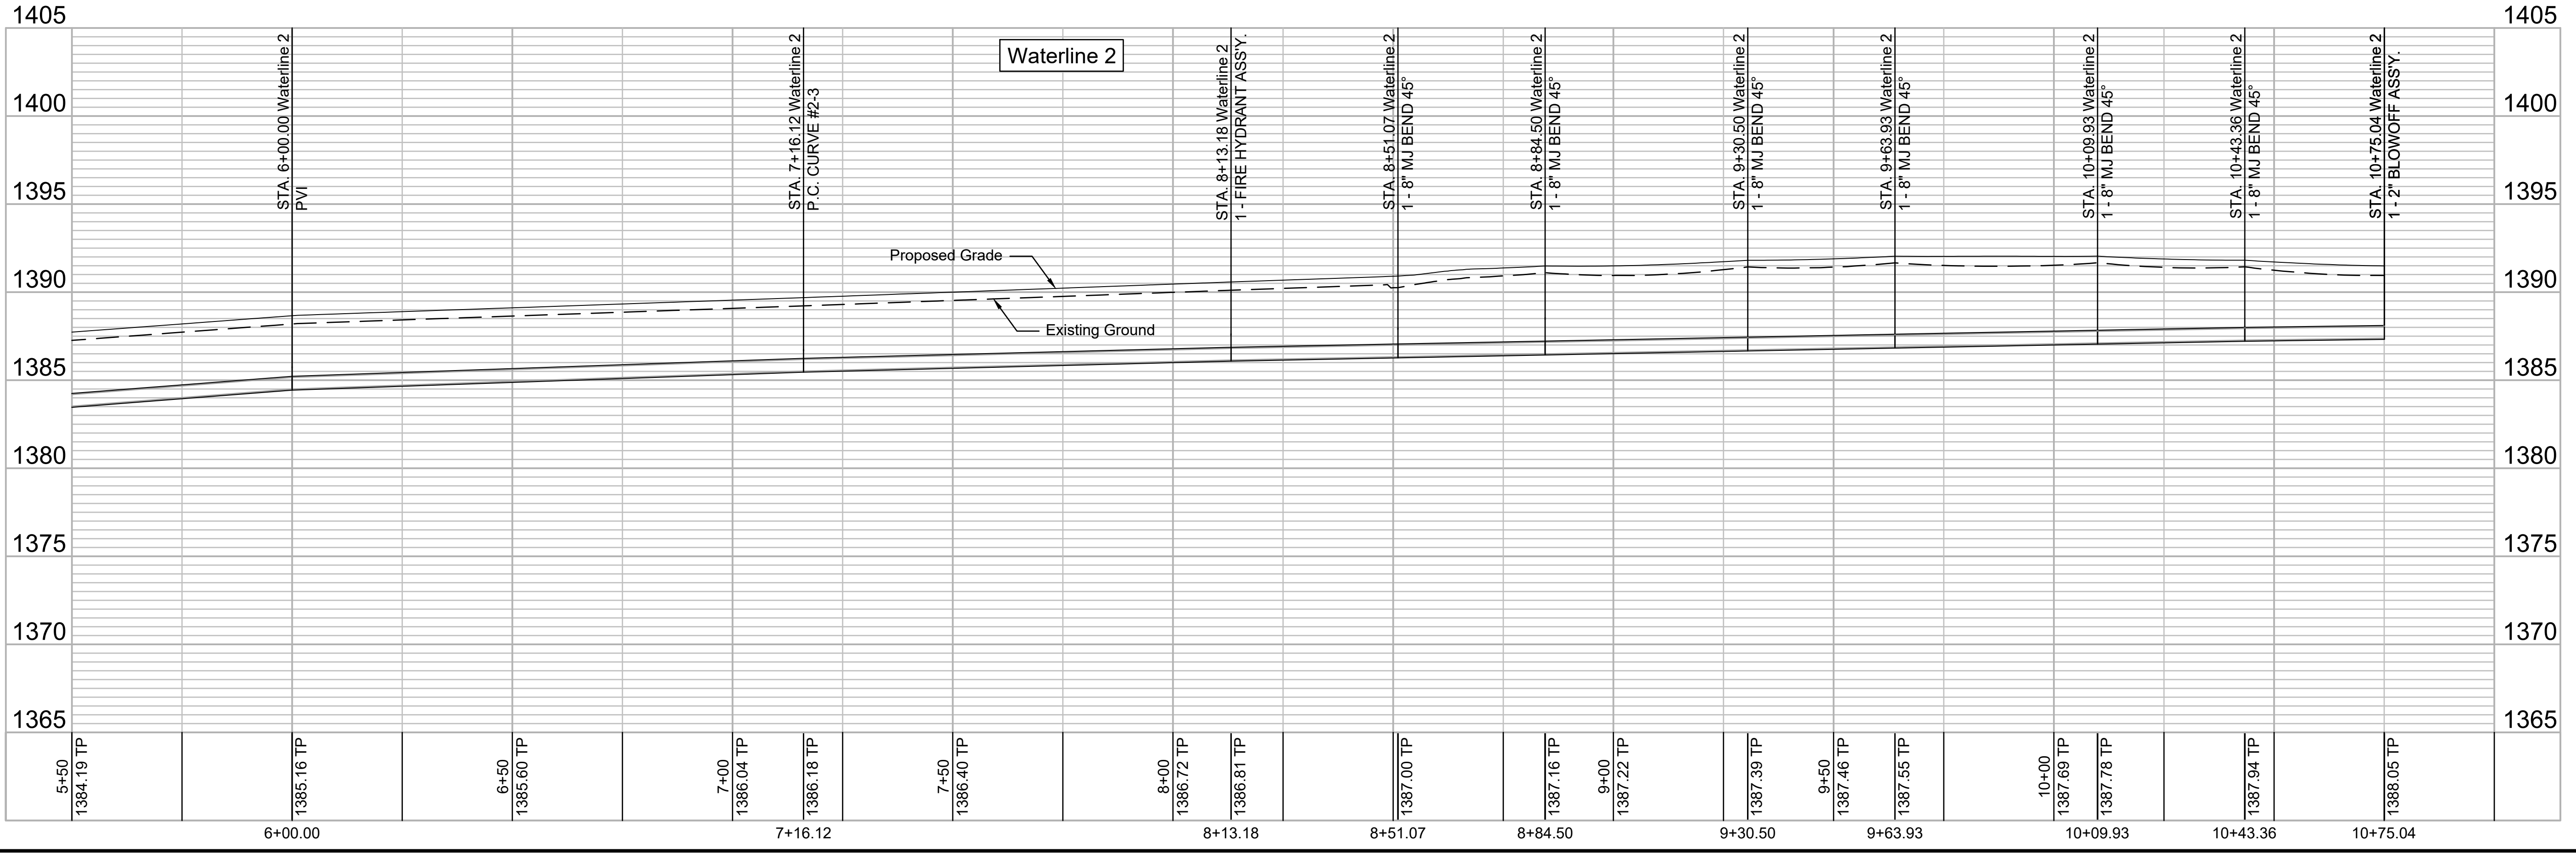 1405
1400
1395
1390
1385
1380
1375
1370
1365
Waterline 2
STA. 6+00.00 Waterline 2
PVI
STA. 7+16.12 Waterline 2
P.C. CURVE #2-3
STA. 8+13.18 Waterline 2
1 - FIRE HYDRANT ASS'Y.
STA. 8+51.07 Waterline 2
1 - 8" MJ BEND 45°
STA. 8+84.50 Waterline 2
1 - 8" MJ BEND 45°
STA. 9+30.50 Waterline 2
1 - 8" MJ BEND 45°
STA. 9+63.93 Waterline 2
1 - 8" MJ BEND 45°
STA. 10+09.93 Waterline 2
1 - 8" MJ BEND 45°
STA. 10+43.36 Waterline 2
1 - 8" MJ BEND 45°
STA. 10+75.04 Waterline 2
1 - 2" BLOWOFF ASS'Y.
Proposed Grade
Existing Ground
1405
1400
1395
1390
1385
1380
1375
1370
1365
5+50
1384.19 TP
1385.16 TP
6+50
1385.60 TP
7+00
1386.04 TP
1386.18 TP
7+50
1386.40 TP
8+00
1386.72 TP
1386.81 TP
1387.00 TP
1387.16 TP
9+00
1387.22 TP
1387.39 TP
9+50
1387.46 TP
1387.55 TP
10+00
1387.69 TP
1387.78 TP
1387.94 TP
1388.05 TP
6+00.00
7+16.12
8+13.18
8+51.07
8+84.50
9+30.50
9+63.93
10+09.93
10+43.36
10+75.04